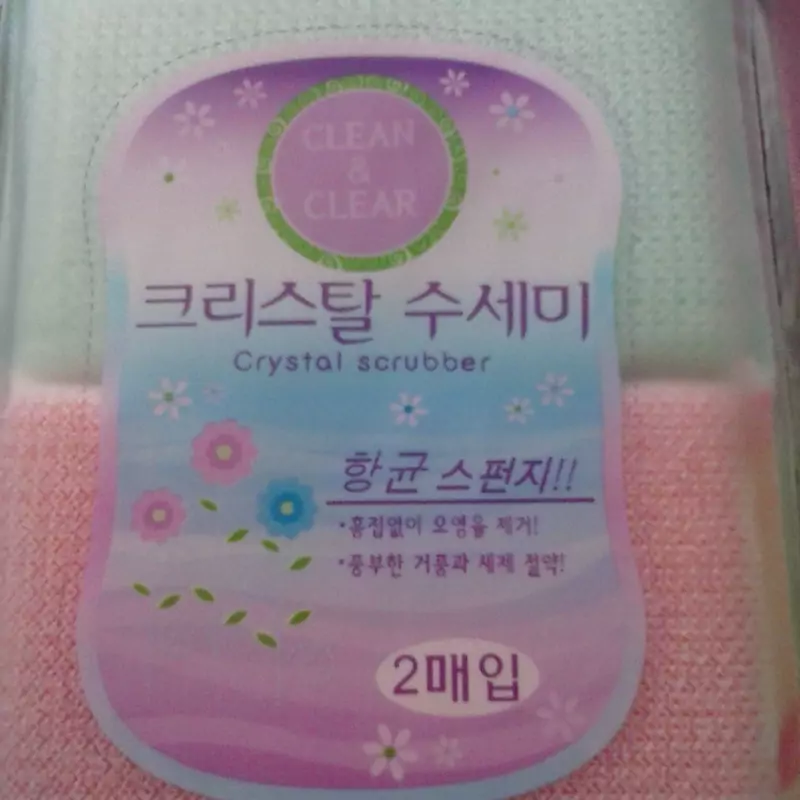 CLEAN
&
CLEAR
크리스탈 수세미
Crystal scrubber
항균 스펀지!!
·흠집없이 오염을 제거!
·풍부한 거품과 세제 절약!
2매입